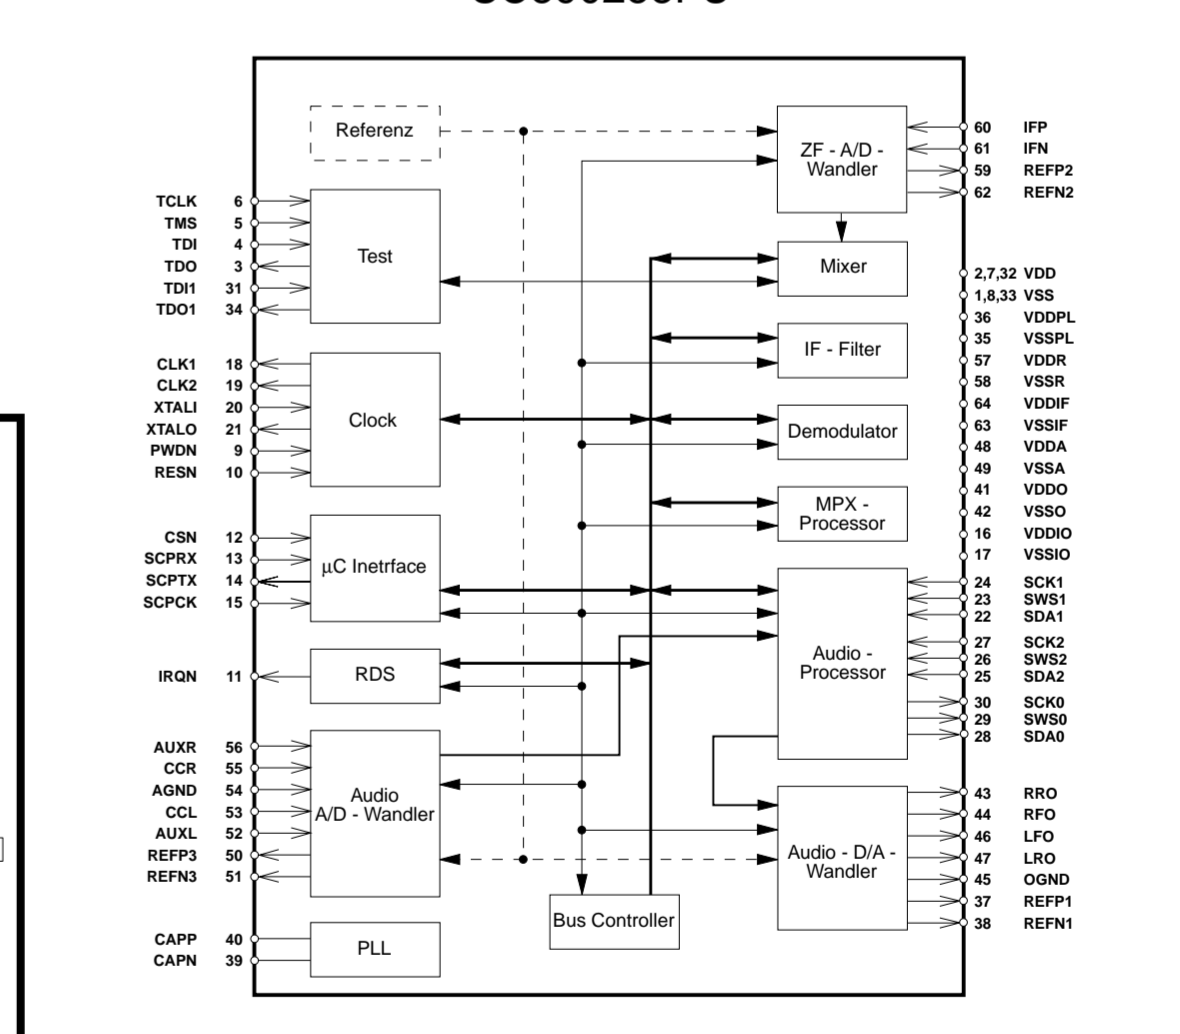 Referenz
ZF - A/D -
Wandler
60 IFP
61 IFN
59 REFP2
62 REFN2
TCLK 6
TMS 5
TDI 4
TDO 3
TDI1 31
TDO1 34
Test
Mixer
2,7,32 VDD
1,8,33 VSS
36 VDDPL
35 VSSPL
57 VDDR
58 VSSR
64 VDDIF
63 VSSIF
48 VDDA
49 VSSA
41 VDDO
42 VSSO
16 VDDIO
17 VSSIO
IF - Filter
CLK1 18
CLK2 19
XTALI 20
XTALO 21
PWDN 9
RESN 10
Clock
Demodulator
MPX -
Processor
CSN 12
SCPRX 13
SCPTX 14
SCPCK 15
µC Inetrface
24 SCK1
23 SWS1
22 SDA1
27 SCK2
26 SWS2
25 SDA2
30 SCK0
29 SWS0
28 SDA0
Audio -
Processor
IRQN 11
RDS
AUXR 56
CCR 55
AGND 54
CCL 53
AUXL 52
REFP3 50
REFN3 51
Audio
A/D - Wandler
Audio - D/A -
Wandler
43 RRO
44 RFO
46 LFO
47 LRO
45 OGND
37 REFP1
38 REFN1
Bus Controller
CAPP 40
CAPN 39
PLL